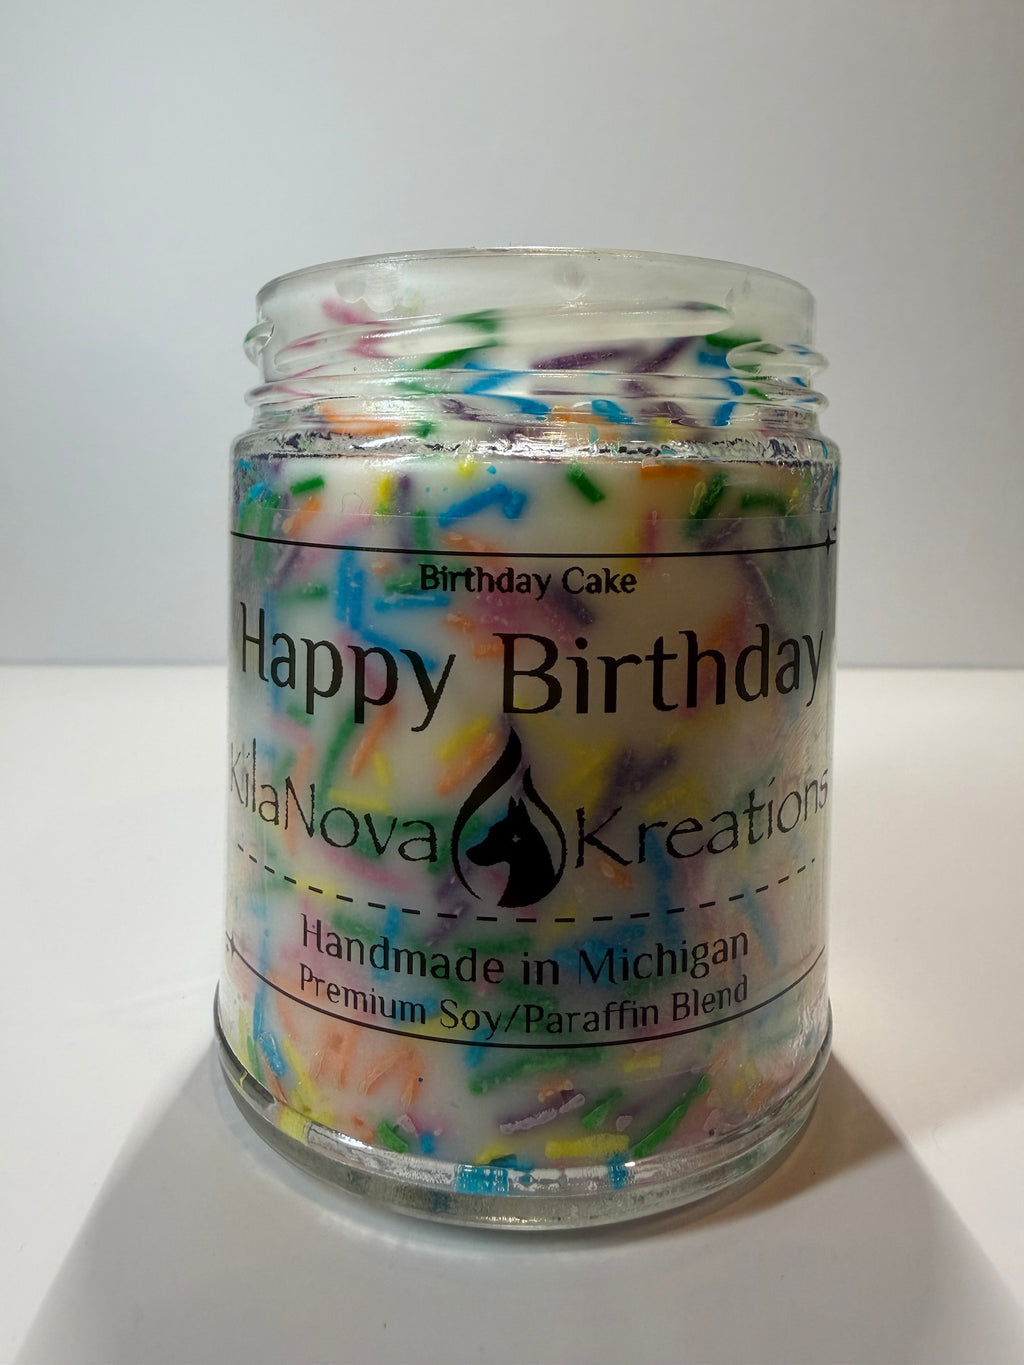 Birthday Cake
Happy Birthday
KilaNova Kreations
Handmade in Michigan
Premium Soy/Paraffin Blend